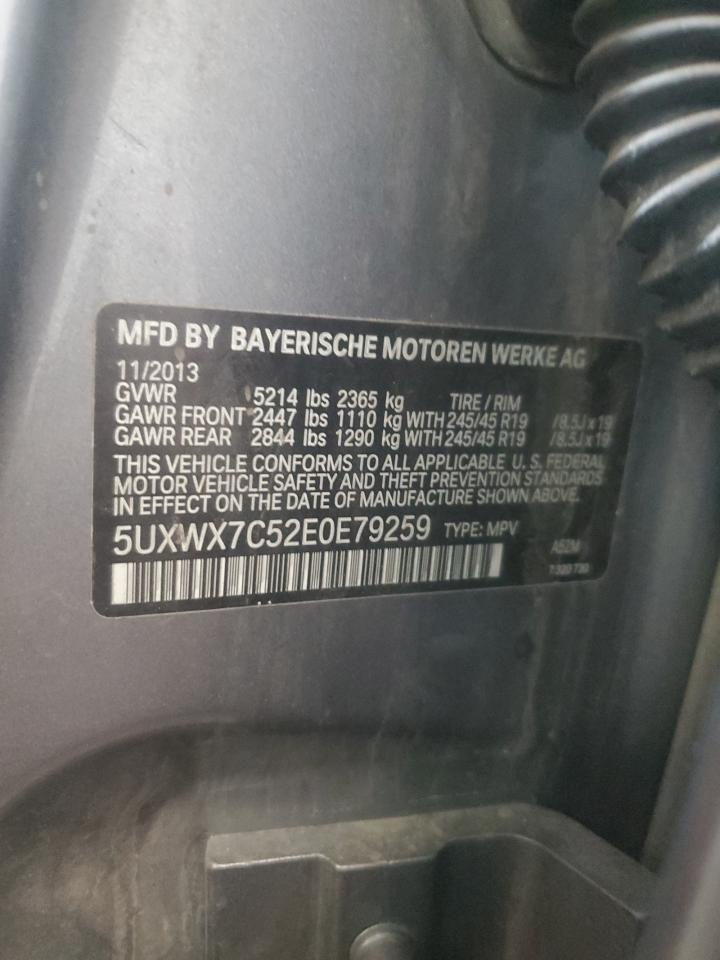 MFD BY BAYERISCHE MOTOREN WERKE AG
11/2013
GVWR 5214 lbs 2365 kg TIRE / RIM
GAWR FRONT 2447 lbs 1110 kg WITH 245/45 R19 /8.5J x 19
GAWR REAR 2844 lbs 1290 kg WITH 245/45 R19 /8.5J x 19
THIS VEHICLE CONFORMS TO ALL APPLICABLE U.S. FEDERAL
MOTOR VEHICLE SAFETY AND THEFT PREVENTION STANDARDS
IN EFFECT ON THE DATE OF MANUFACTURE SHOWN ABOVE.
5UXWX7C52E0E79259 TYPE: MPV